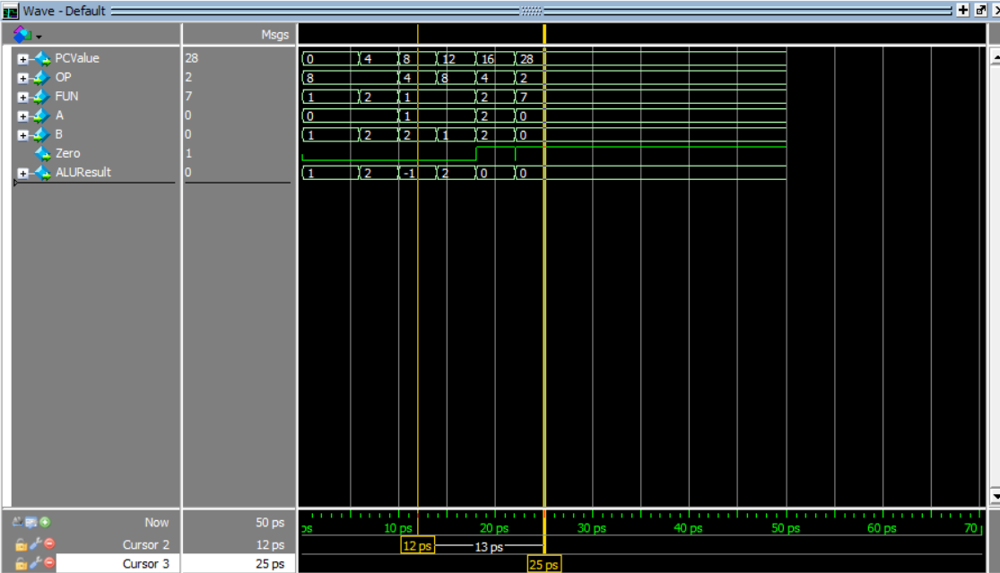 Wave - Default
Msgs
PCValue 28 0 4 8 12 16 28
OP 2 8 4 8 4 2
FUN 7 1 2 1 2 7
A 0 0 1 2 0
B 0 1 2 2 1 2 0
Zero 1
ALUResult 0 1 2 -1 2 0 0
Now 50 ps 10 ps 20 ps 30 ps 40 ps 50 ps 60 ps 70
Cursor 2 12 ps 12 ps 13 ps
Cursor 3 25 ps 25 ps